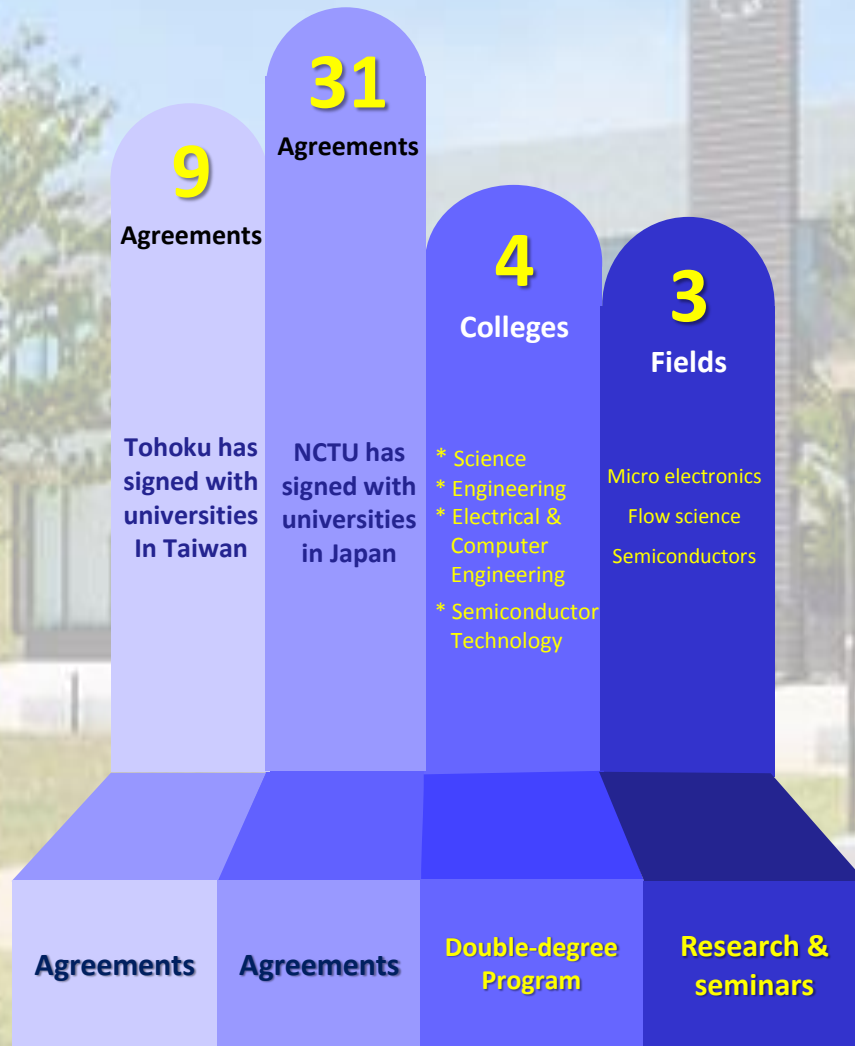 9
Agreements
Tohoku has
signed with
universities
In Taiwan
31
Agreements
NCTU has
signed with
universities
in Japan
4
Colleges
* Science
* Engineering
* Electrical &
Computer
Engineering
* Semiconductor
Technology
3
Fields
Micro electronics
Flow science
Semiconductors
Agreements
Agreements
Double-degree
Program
Research &
seminars